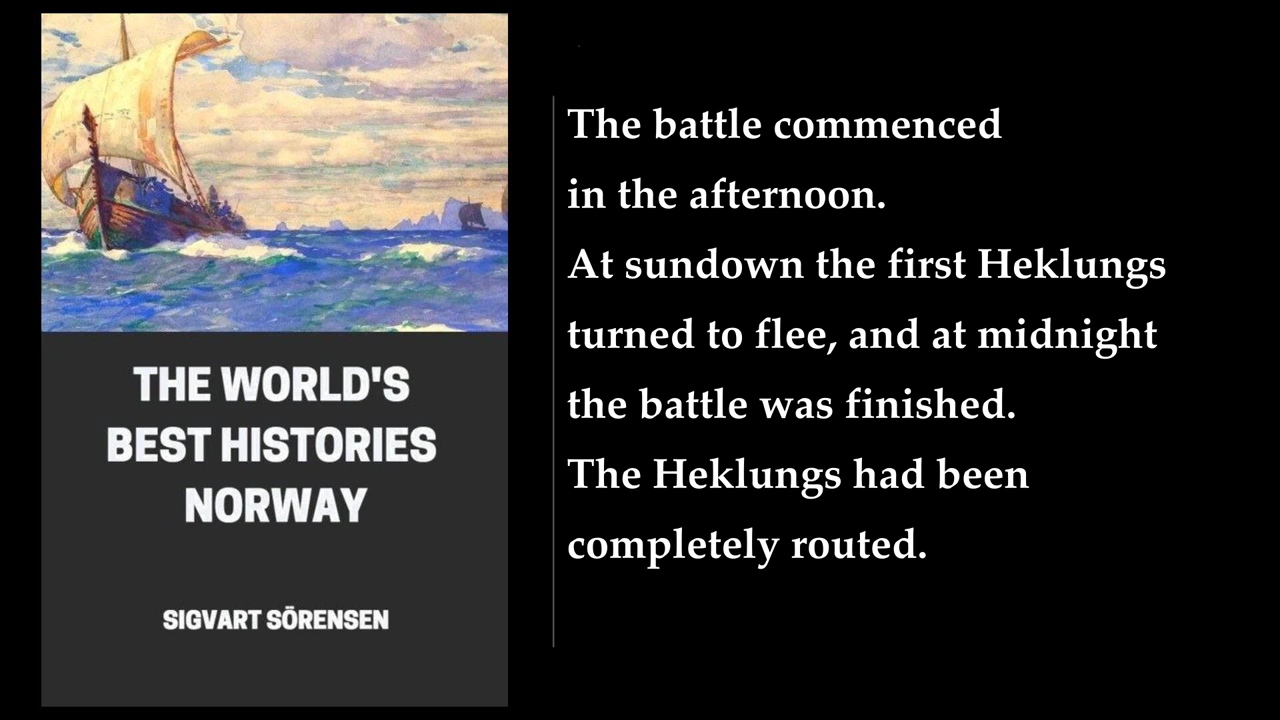 THE WORLD'S
BEST HISTORIES
NORWAY
SIGVART SÖRENSEN
The battle commenced
in the afternoon.
At sundown the first Heklungs
turned to flee, and at midnight
the battle was finished.
The Heklungs had been
completely routed.